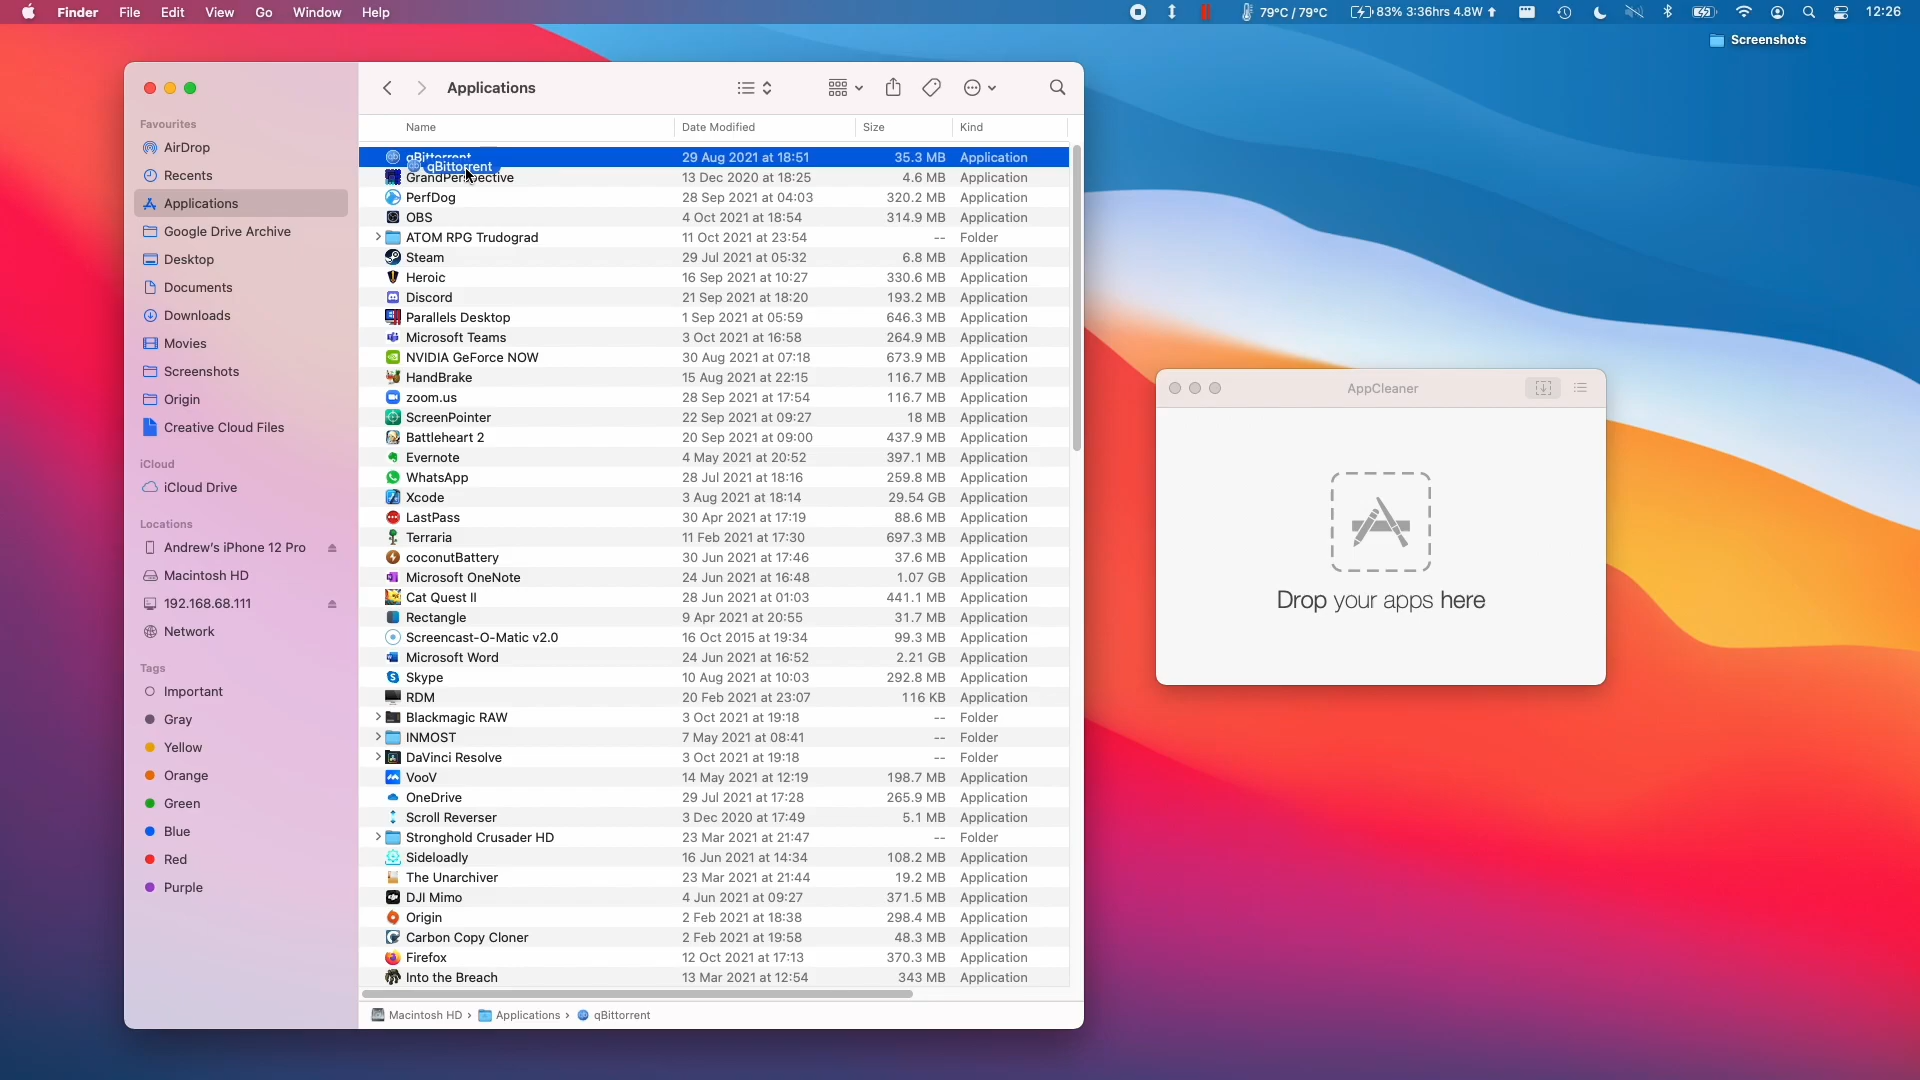 Finder File Edit View Go Window Help
79°C / 79°C 83% 3:36hrs 4.8W 12:26
Screenshots
Applications
Favourites
AirDrop
Recents
Applications
Google Drive Archive
Desktop
Documents
Downloads
Movies
Screenshots
Origin
Creative Cloud Files
iCloud
iCloud Drive
Locations
Andrew's iPhone 12 Pro
Macintosh HD
192.168.68.111
Network
Tags
Important
Gray
Yellow
Orange
Green
Blue
Red
Purple
Name Date Modified Size Kind
qBittorrent 29 Aug 2021 at 18:51 35.3 MB Application
qBittorrent
GrandPerspective 13 Dec 2020 at 18:25 4.6 MB Application
PerfDog 28 Sep 2021 at 04:03 320.2 MB Application
OBS 4 Oct 2021 at 18:54 314.9 MB Application
ATOM RPG Trudograd 11 Oct 2021 at 23:54 -- Folder
Steam 29 Jul 2021 at 05:32 6.8 MB Application
Heroic 16 Sep 2021 at 10:27 330.6 MB Application
Discord 21 Sep 2021 at 18:20 193.2 MB Application
Parallels Desktop 1 Sep 2021 at 05:59 646.3 MB Application
Microsoft Teams 3 Oct 2021 at 16:58 264.9 MB Application
NVIDIA GeForce NOW 30 Aug 2021 at 07:18 673.9 MB Application
HandBrake 15 Aug 2021 at 22:15 116.7 MB Application
zoom.us 28 Sep 2021 at 17:54 116.7 MB Application
ScreenPointer 22 Sep 2021 at 09:27 18 MB Application
Battleheart 2 20 Sep 2021 at 09:00 437.9 MB Application
Evernote 4 May 2021 at 20:52 397.1 MB Application
WhatsApp 28 Jul 2021 at 18:16 259.8 MB Application
Xcode 3 Aug 2021 at 18:14 29.54 GB Application
LastPass 30 Apr 2021 at 17:19 88.6 MB Application
Terraria 11 Feb 2021 at 17:30 697.3 MB Application
coconutBattery 30 Jun 2021 at 17:46 37.6 MB Application
Microsoft OneNote 24 Jun 2021 at 16:48 1.07 GB Application
Cat Quest II 28 Jun 2021 at 01:03 441.1 MB Application
Rectangle 9 Apr 2021 at 20:55 31.7 MB Application
Screencast-O-Matic v2.0 16 Oct 2015 at 19:34 99.3 MB Application
Microsoft Word 24 Jun 2021 at 16:52 2.21 GB Application
Skype 10 Aug 2021 at 10:03 292.8 MB Application
RDM 20 Feb 2021 at 23:07 116 KB Application
Blackmagic RAW 3 Oct 2021 at 19:18 -- Folder
INMOST 7 May 2021 at 08:41 -- Folder
DaVinci Resolve 3 Oct 2021 at 19:18 -- Folder
VooV 14 May 2021 at 12:19 198.7 MB Application
OneDrive 29 Jul 2021 at 17:28 265.9 MB Application
Scroll Reverser 3 Dec 2020 at 17:49 5.1 MB Application
Stronghold Crusader HD 23 Mar 2021 at 21:47 -- Folder
Sideloadly 16 Jun 2021 at 14:34 108.2 MB Application
The Unarchiver 23 Mar 2021 at 21:44 19.2 MB Application
DJI Mimo 4 Jun 2021 at 09:27 371.5 MB Application
Origin 2 Feb 2021 at 18:38 298.4 MB Application
Carbon Copy Cloner 2 Feb 2021 at 19:58 48.3 MB Application
Firefox 12 Oct 2021 at 17:13 370.3 MB Application
Into the Breach 13 Mar 2021 at 12:54 343 MB Application
Macintosh HD › Applications › qBittorrent
AppCleaner
Drop your apps here